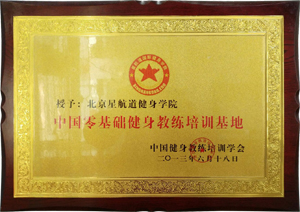 授予：北京星航道健身学院
中国零基础健身教练培训基地
中国健身教练培训学会
二〇一三年六月十八日